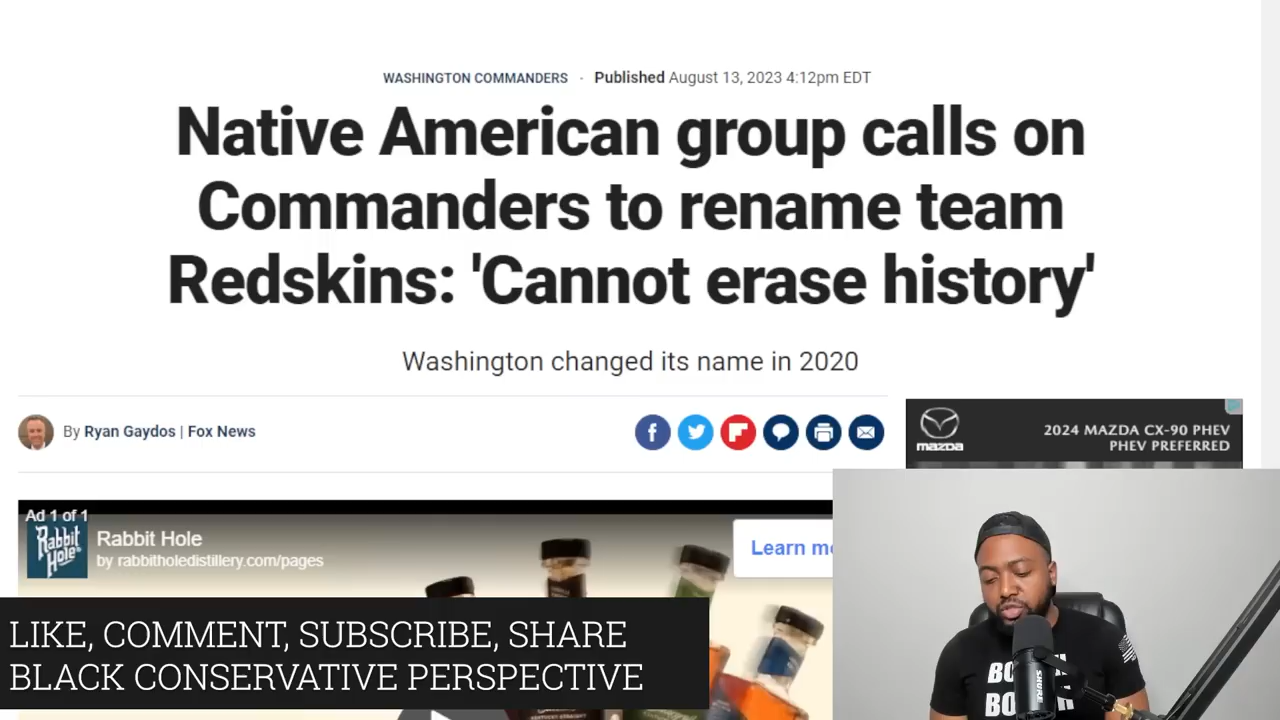 WASHINGTON COMMANDERS · Published August 13, 2023 4:12pm EDT
Native American group calls on
Commanders to rename team
Redskins: 'Cannot erase history'
Washington changed its name in 2020
By Ryan Gaydos | Fox News
2024 MAZDA CX-90 PHEV
PHEV PREFERRED
mazda
Ad 1 of 1
Rabbit Hole
Rabbit Hole
by rabbitholedistillery.com/pages
Learn
LIKE, COMMENT, SUBSCRIBE, SHARE
BLACK CONSERVATIVE PERSPECTIVE
SHURE